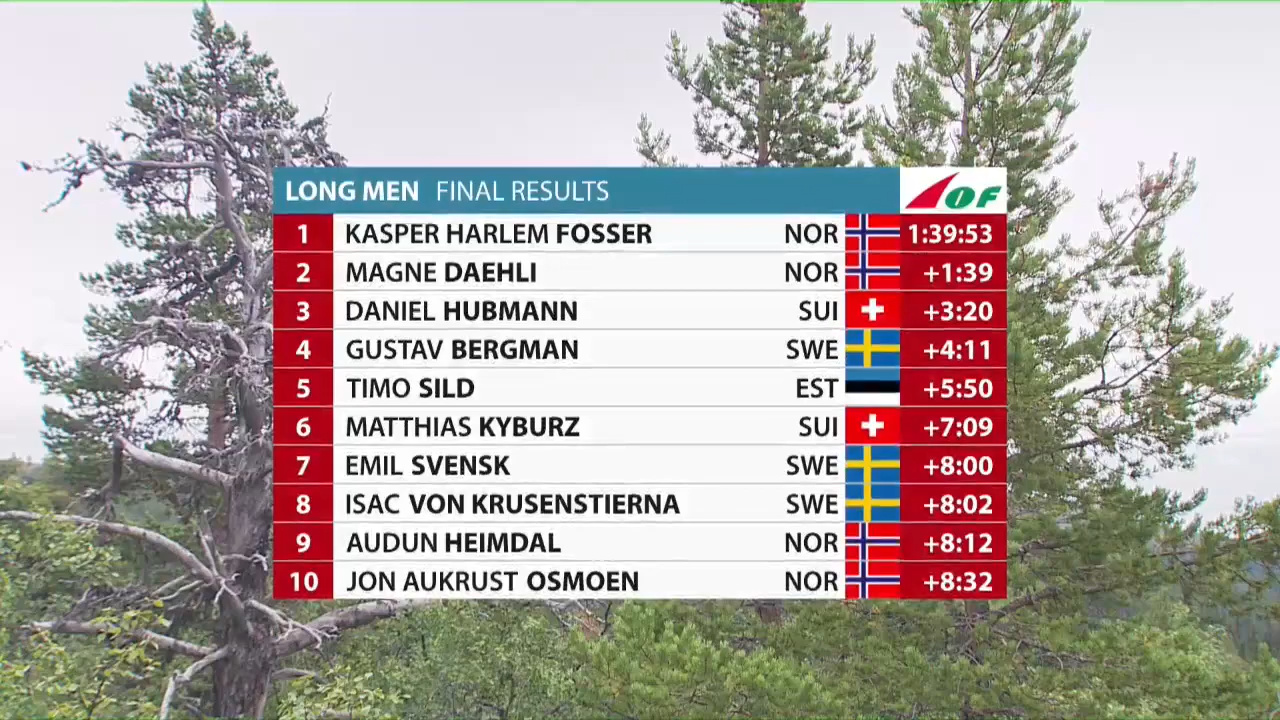 LONG MEN FINAL RESULTS IOF
1 KASPER HARLEM FOSSER NOR 1:39:53
2 MAGNE DAEHLI NOR +1:39
3 DANIEL HUBMANN SUI +3:20
4 GUSTAV BERGMAN SWE +4:11
5 TIMO SILD EST +5:50
6 MATTHIAS KYBURZ SUI +7:09
7 EMIL SVENSK SWE +8:00
8 ISAC VON KRUSENSTIERNA SWE +8:02
9 AUDUN HEIMDAL NOR +8:12
10 JON AUKRUST OSMOEN NOR +8:32